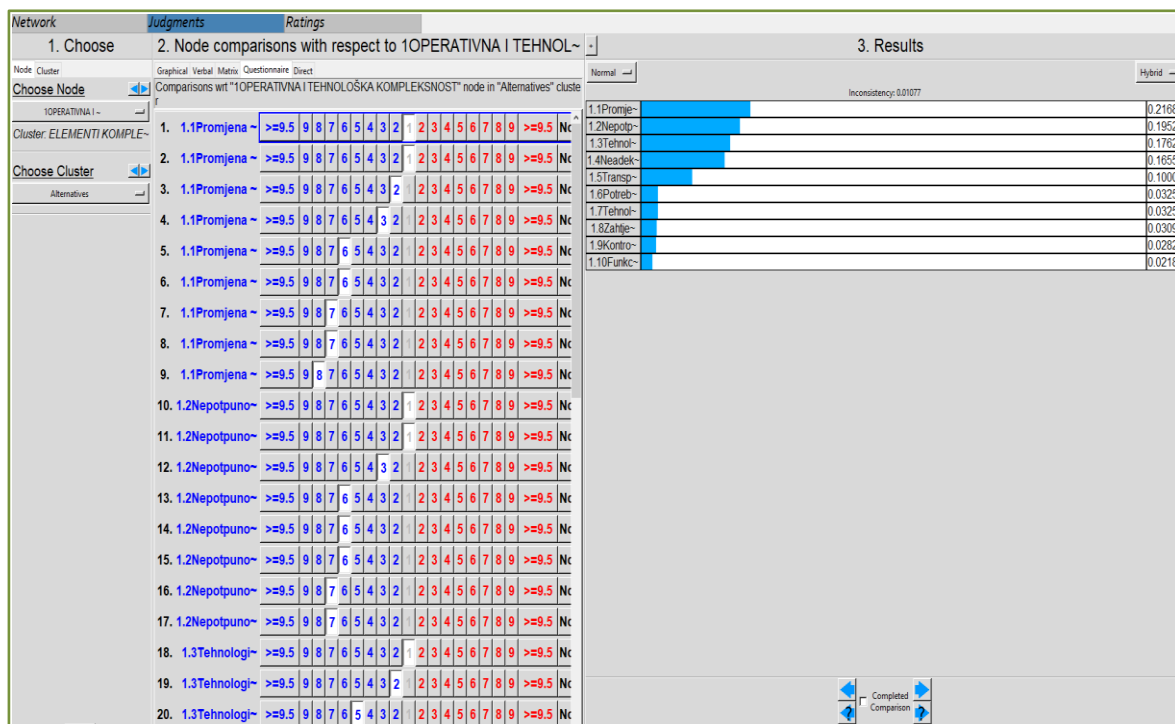 Network Judgments Ratings
1. Choose
2. Node comparisons with respect to 1OPERATIVNA I TEHNOL~
+
3. Results
Node Cluster
Graphical Verbal Matrix Questionnaire Direct
Normal
Hybrid
Choose Node
1OPERATIVNA I ~
Cluster: ELEMENTI KOMPLE~
Choose Cluster
Alternatives
Comparisons wrt "1OPERATIVNA I TEHNOLOŠKA KOMPLEKSNOST" node in "Alternatives" cluste
r
1. 1.1Promjena ~ >=9.5 9 8 7 6 5 4 3 2 1 2 3 4 5 6 7 8 9 >=9.5 No
2. 1.1Promjena ~ >=9.5 9 8 7 6 5 4 3 2 1 2 3 4 5 6 7 8 9 >=9.5 No
3. 1.1Promjena ~ >=9.5 9 8 7 6 5 4 3 2 1 2 3 4 5 6 7 8 9 >=9.5 No
4. 1.1Promjena ~ >=9.5 9 8 7 6 5 4 3 2 1 2 3 4 5 6 7 8 9 >=9.5 No
5. 1.1Promjena ~ >=9.5 9 8 7 6 5 4 3 2 1 2 3 4 5 6 7 8 9 >=9.5 No
6. 1.1Promjena ~ >=9.5 9 8 7 6 5 4 3 2 1 2 3 4 5 6 7 8 9 >=9.5 No
7. 1.1Promjena ~ >=9.5 9 8 7 6 5 4 3 2 1 2 3 4 5 6 7 8 9 >=9.5 No
8. 1.1Promjena ~ >=9.5 9 8 7 6 5 4 3 2 1 2 3 4 5 6 7 8 9 >=9.5 No
9. 1.1Promjena ~ >=9.5 9 8 7 6 5 4 3 2 1 2 3 4 5 6 7 8 9 >=9.5 No
10. 1.2Nepotpuno~ >=9.5 9 8 7 6 5 4 3 2 1 2 3 4 5 6 7 8 9 >=9.5 No
11. 1.2Nepotpuno~ >=9.5 9 8 7 6 5 4 3 2 1 2 3 4 5 6 7 8 9 >=9.5 No
12. 1.2Nepotpuno~ >=9.5 9 8 7 6 5 4 3 2 1 2 3 4 5 6 7 8 9 >=9.5 No
13. 1.2Nepotpuno~ >=9.5 9 8 7 6 5 4 3 2 1 2 3 4 5 6 7 8 9 >=9.5 No
14. 1.2Nepotpuno~ >=9.5 9 8 7 6 5 4 3 2 1 2 3 4 5 6 7 8 9 >=9.5 No
15. 1.2Nepotpuno~ >=9.5 9 8 7 6 5 4 3 2 1 2 3 4 5 6 7 8 9 >=9.5 No
16. 1.2Nepotpuno~ >=9.5 9 8 7 6 5 4 3 2 1 2 3 4 5 6 7 8 9 >=9.5 No
17. 1.2Nepotpuno~ >=9.5 9 8 7 6 5 4 3 2 1 2 3 4 5 6 7 8 9 >=9.5 No
18. 1.3Tehnologi~ >=9.5 9 8 7 6 5 4 3 2 1 2 3 4 5 6 7 8 9 >=9.5 No
19. 1.3Tehnologi~ >=9.5 9 8 7 6 5 4 3 2 1 2 3 4 5 6 7 8 9 >=9.5 No
20. 1.3Tehnologi~ >=9.5 9 8 7 6 5 4 3 2 1 2 3 4 5 6 7 8 9 >=9.5 No
Inconsistency: 0.01077
1.1Promje~ 0.2168
1.2Nepotp~ 0.1952
1.3Tehnol~ 0.1762
1.4Neadek~ 0.1655
1.5Transp~ 0.1000
1.6Potreb~ 0.0325
1.7Tehnol~ 0.0325
1.8Zahtje~ 0.0309
1.9Kontro~ 0.0282
1.10Funkc~ 0.0218
Completed
Comparison
? ?